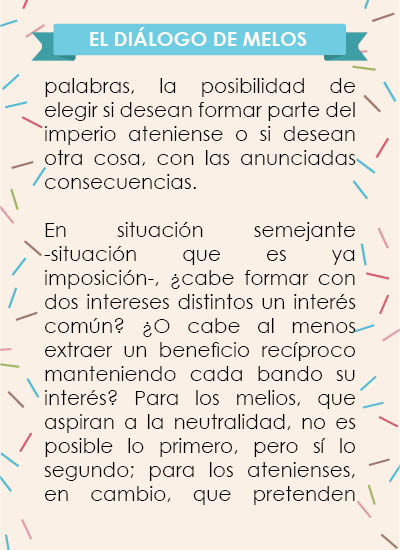 EL DIÁLOGO DE MELOS
palabras, la posibilidad de
elegir si desean formar parte del
imperio ateniense o si desean
otra cosa, con las anunciadas
consecuencias.
En situación semejante
-situación que es ya
imposición-, ¿cabe formar con
dos intereses distintos un interés
común? ¿O cabe al menos
extraer un beneficio recíproco
manteniendo cada bando su
interés? Para los melios, que
aspiran a la neutralidad, no es
posible lo primero, pero sí lo
segundo; para los atenienses,
en cambio, que pretenden